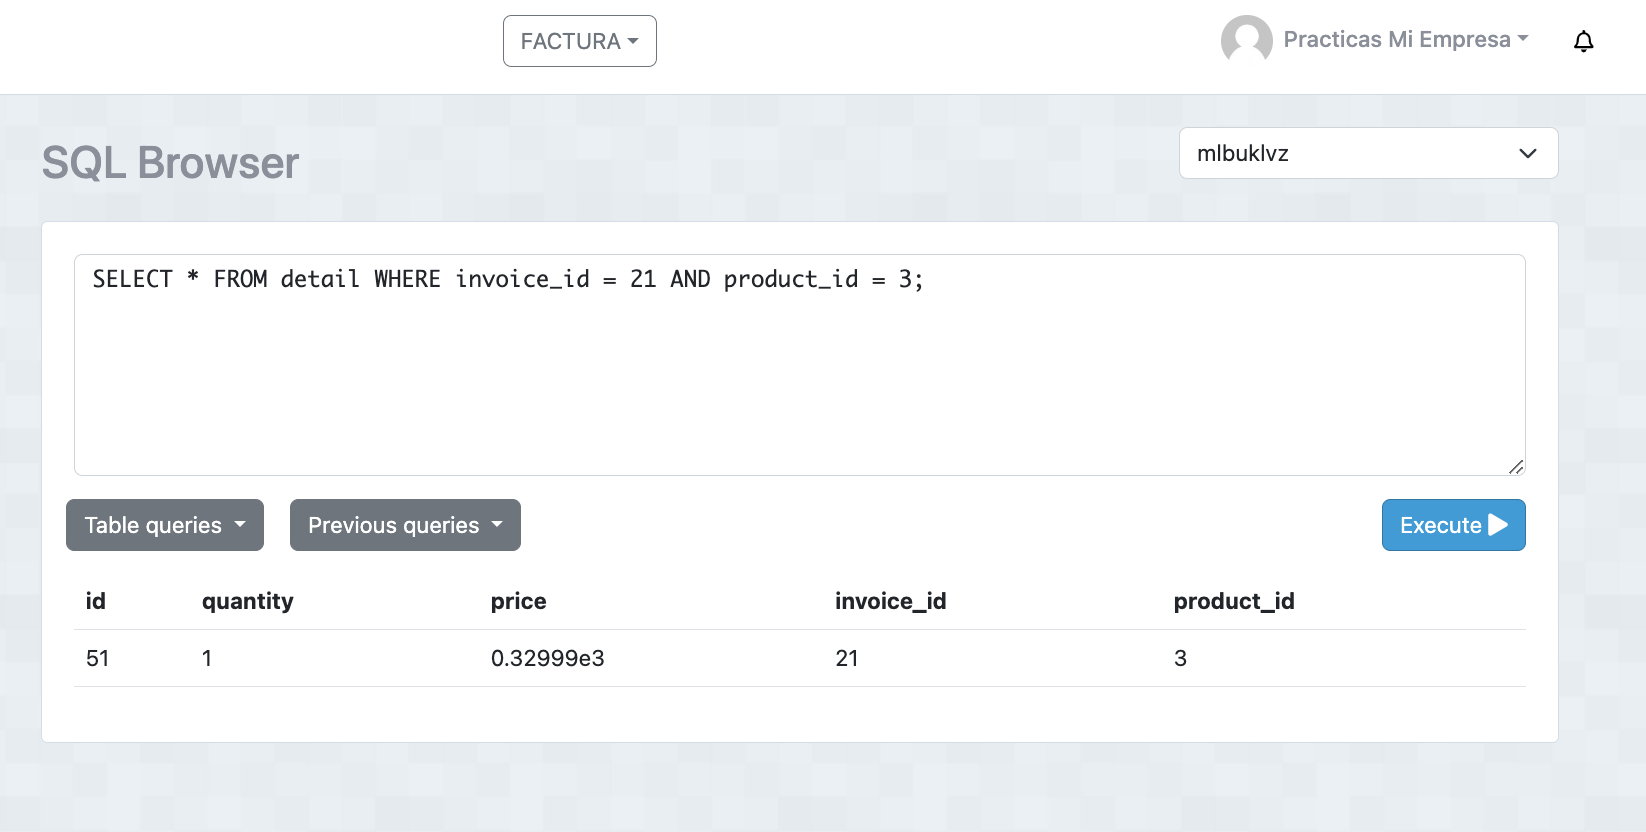 FACTURA
Practicas Mi Empresa
SQL Browser
mlbuklvz
SELECT * FROM detail WHERE invoice_id = 21 AND product_id = 3;
Table queries
Previous queries
Execute
id quantity price invoice_id product_id
51 1 0.32999e3 21 3